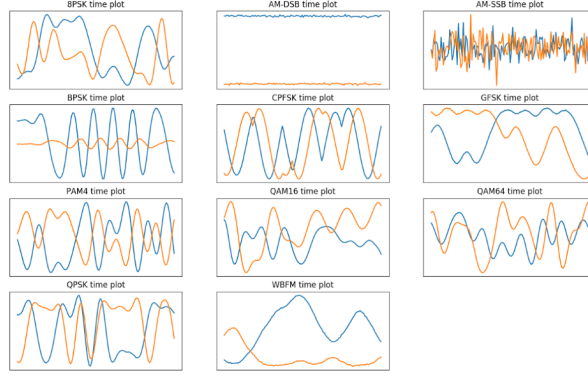 8PSK time plot
AM-DSB time plot
AM-SSB time plot
BPSK time plot
CPFSK time plot
GFSK time plot
PAM4 time plot
QAM16 time plot
QAM64 time plot
QPSK time plot
WBFM time plot